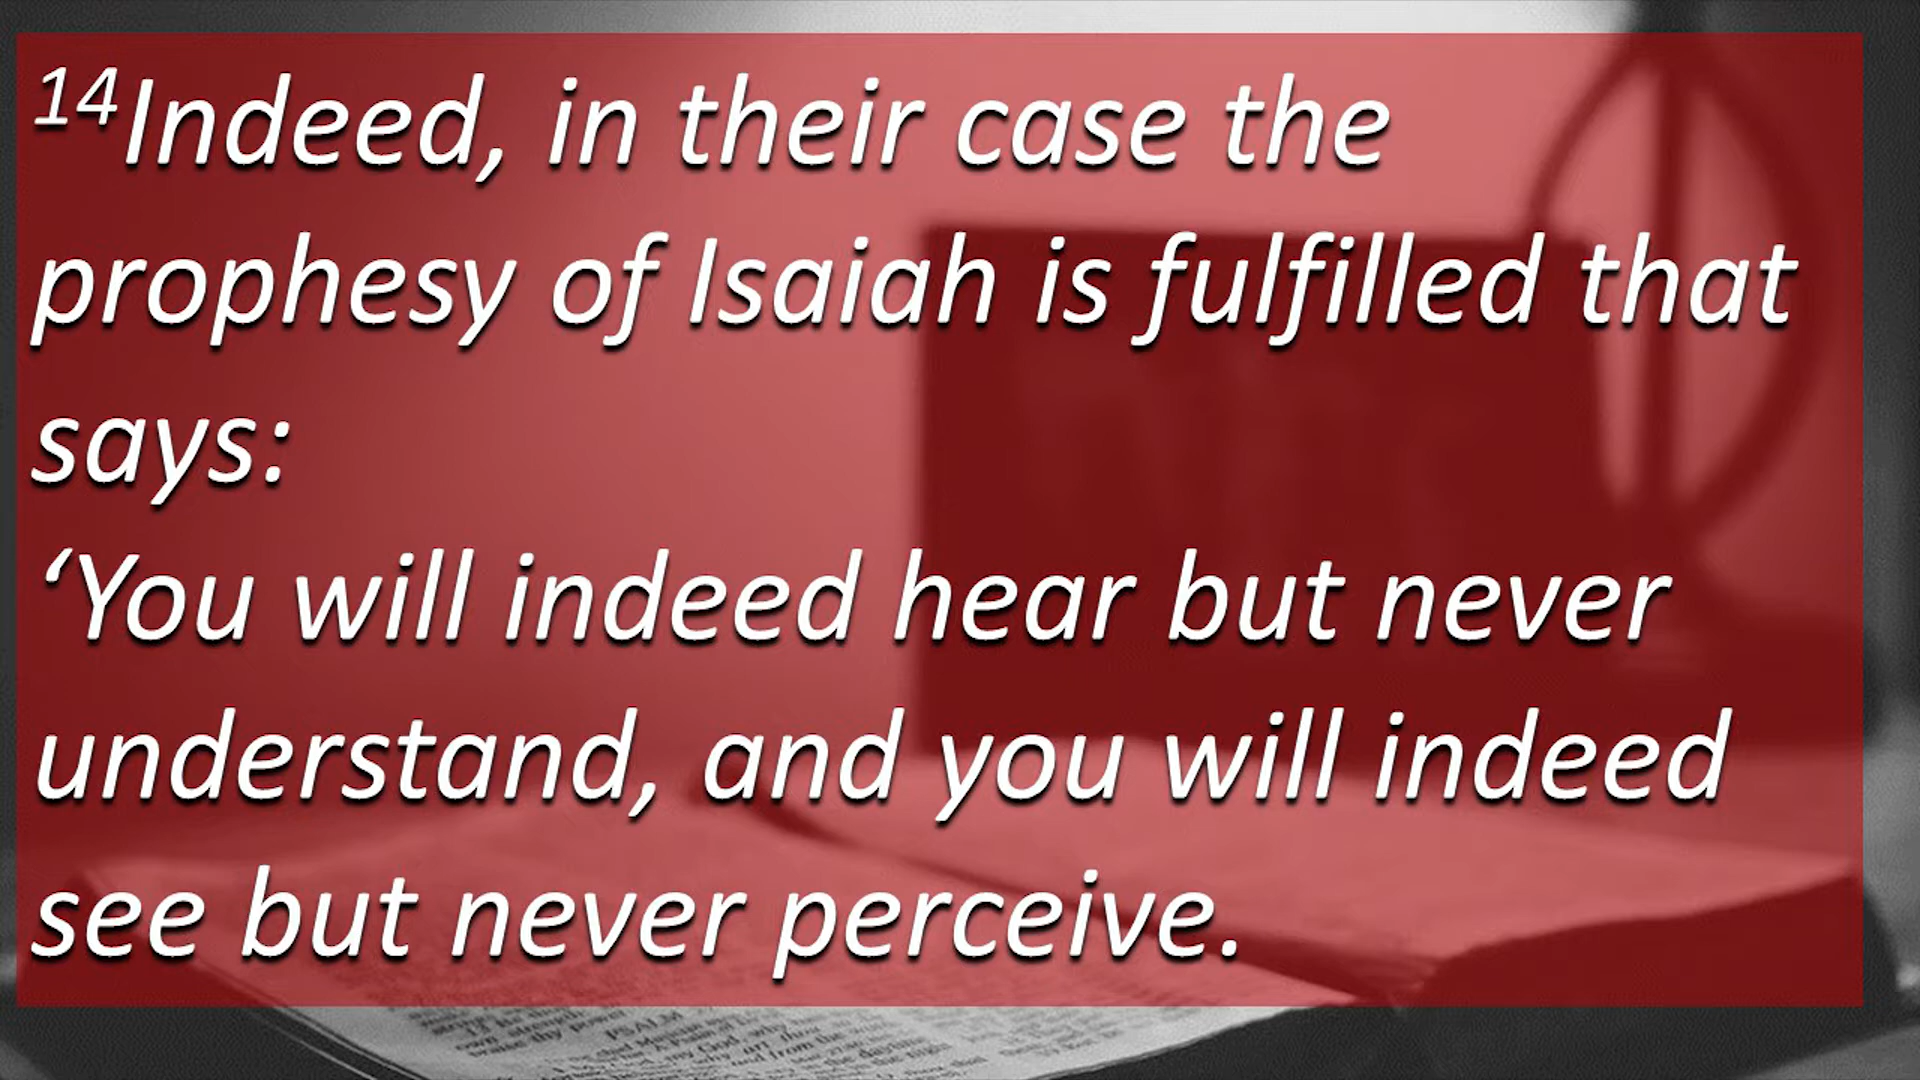 14Indeed, in their case the
prophesy of Isaiah is fulfilled that
says:
‘You will indeed hear but never
understand, and you will indeed
see but never perceive.
PSALM